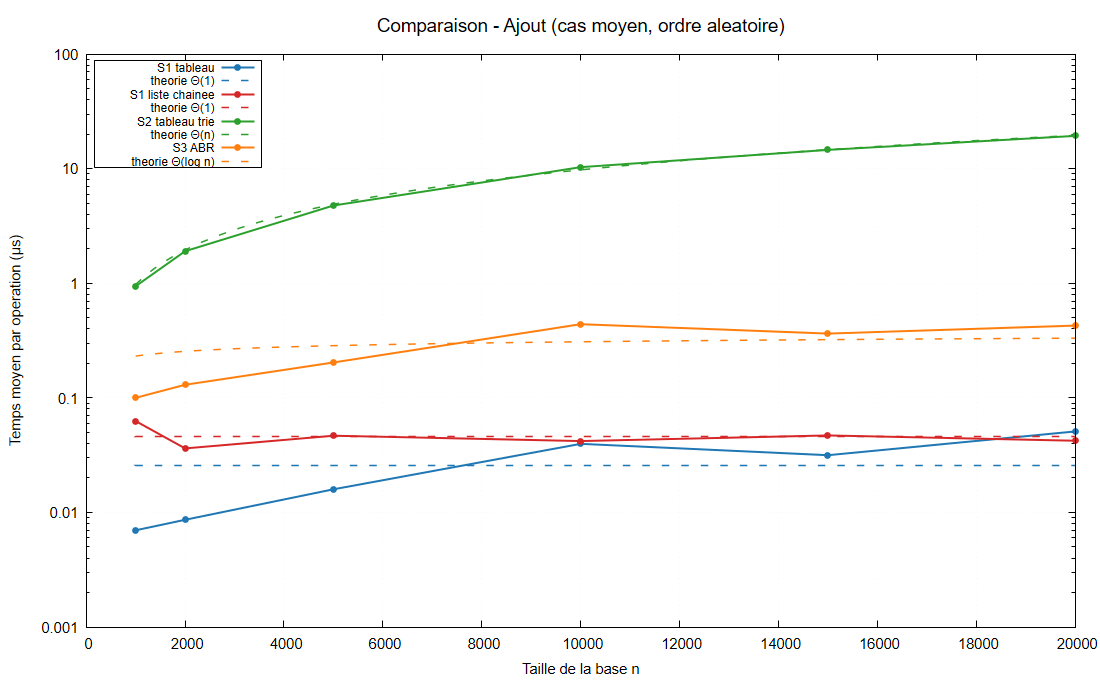 Comparaison - Ajout (cas moyen, ordre aleatoire)
100
10
1
0.1
0.01
0.001
Temps moyen par operation (µs)
S1 tableau
theorie Θ(1)
S1 liste chainee
theorie Θ(1)
S2 tableau trie
theorie Θ(n)
S3 ABR
theorie Θ(log n)
0 2000 4000 6000 8000 10000 12000 14000 16000 18000 20000
Taille de la base n